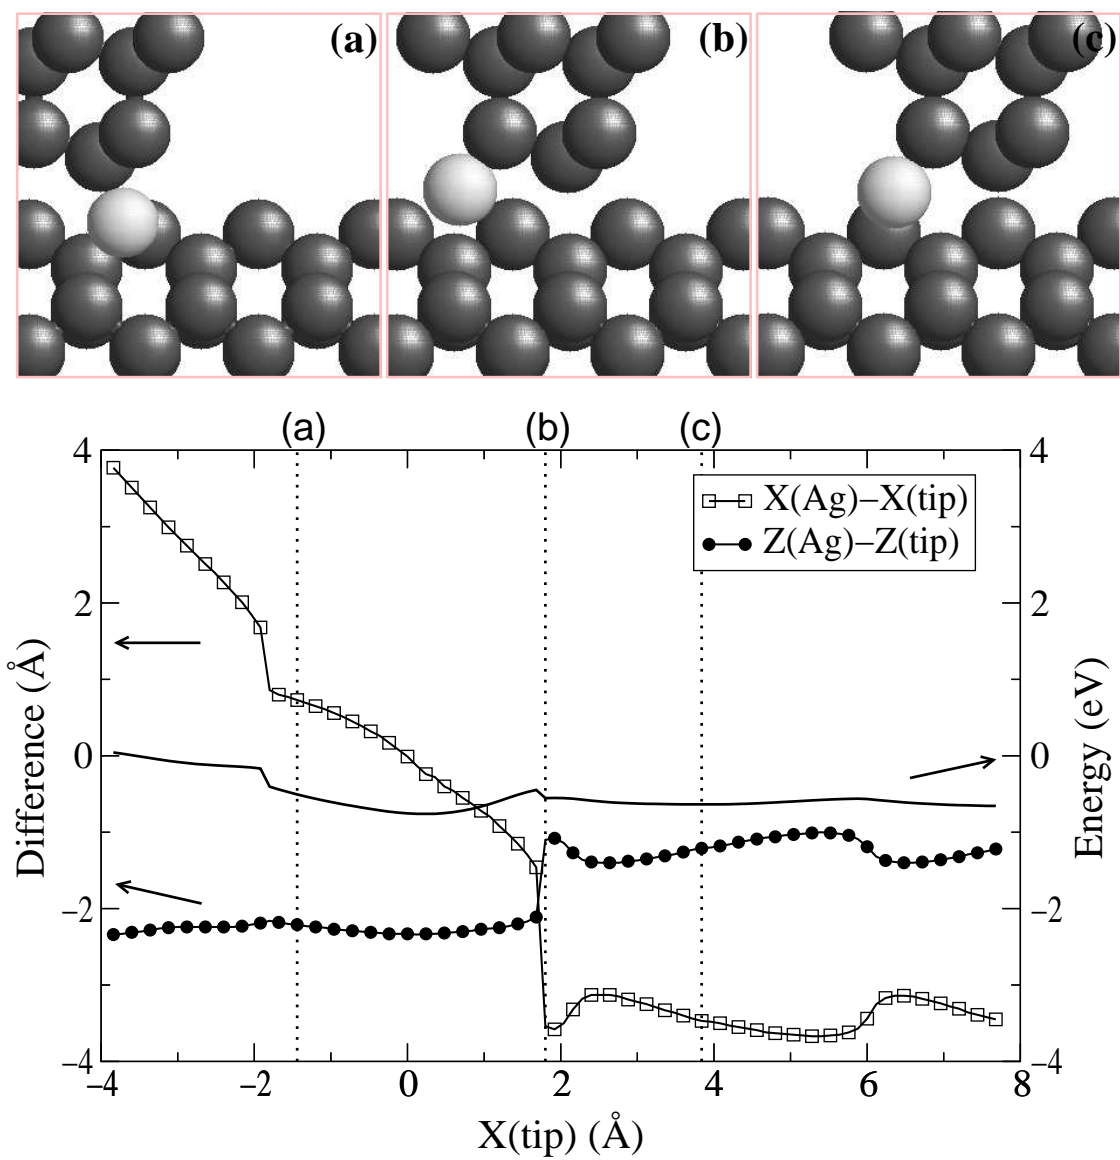 (a)
(b)
(c)
(a)
(b)
(c)
4
2
0
−2
−4
Difference (Å)
X(Ag)−X(tip)
Z(Ag)−Z(tip)
4
2
0
−2
−4
Energy (eV)
−4
−2
0
2
4
6
8
X(tip) (Å)